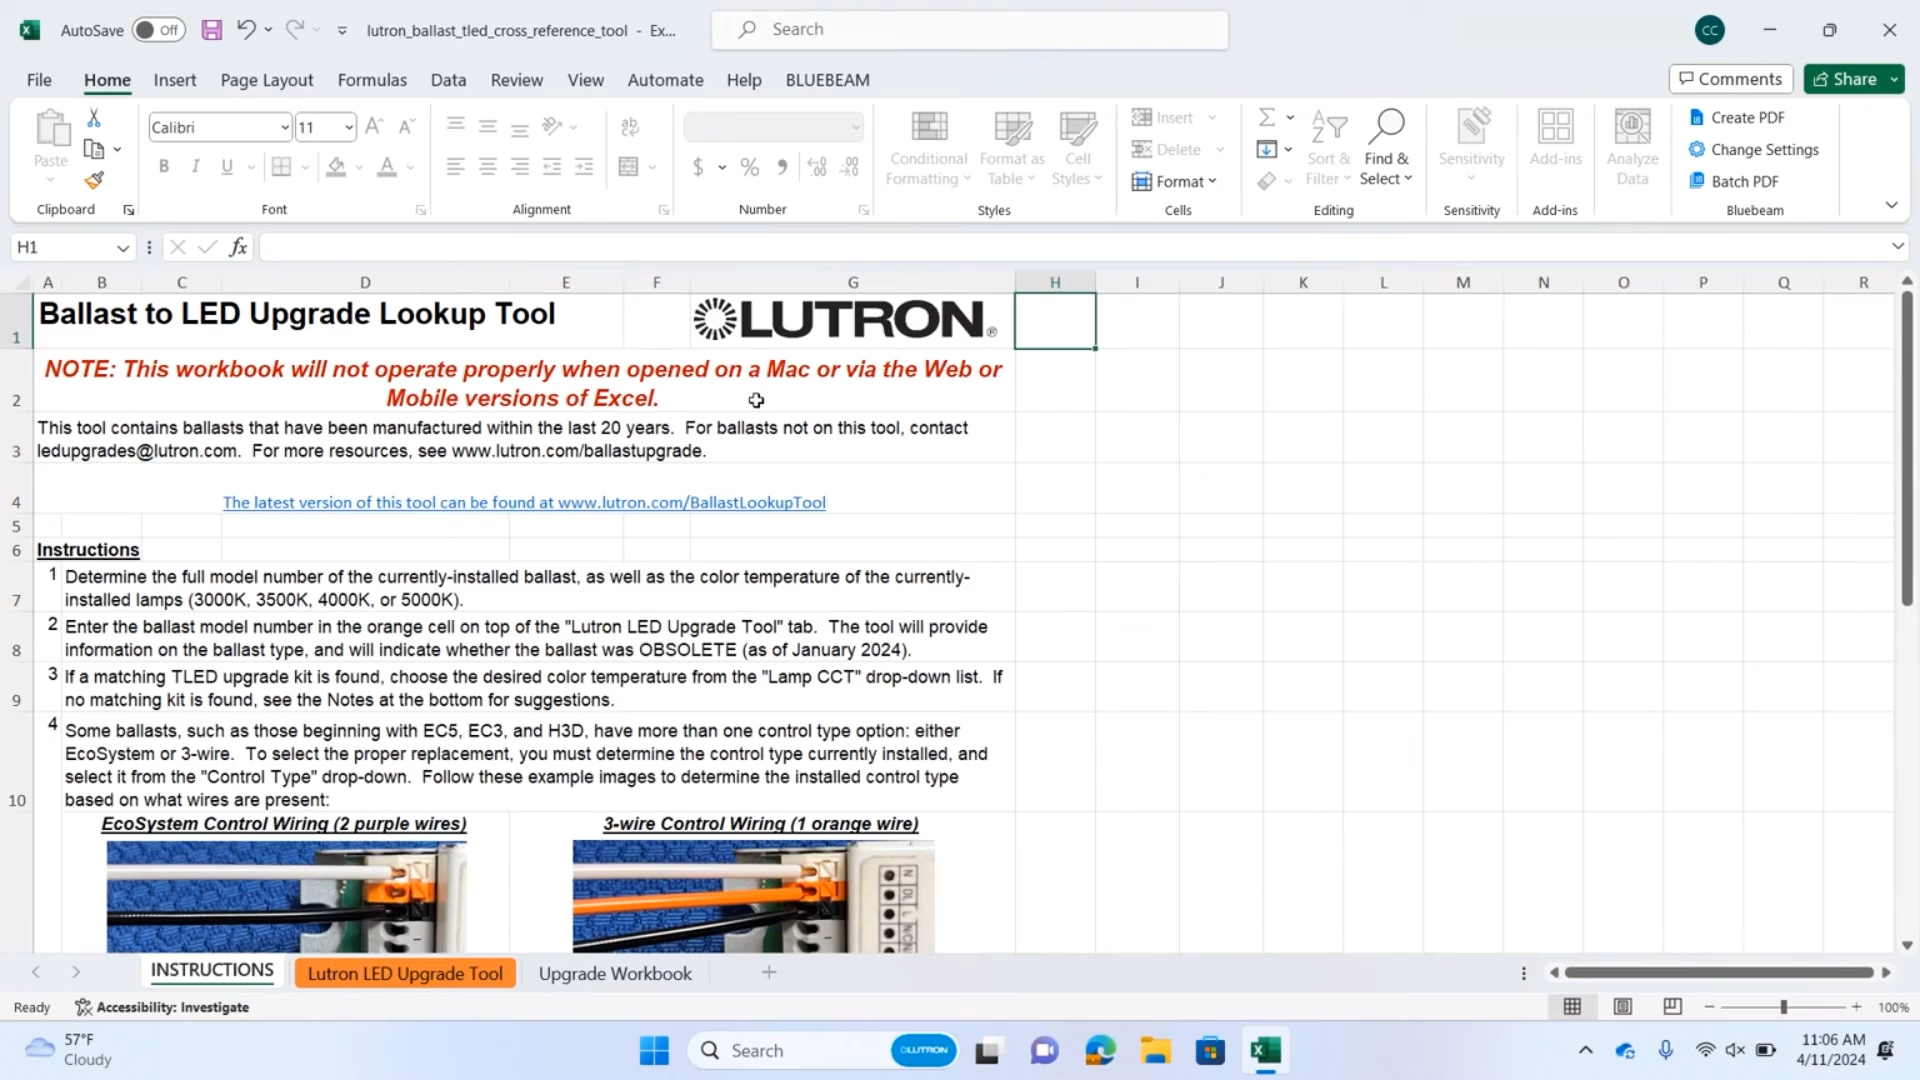 AutoSave Off lutron_ballast_tled_cross_reference_tool - Ex... Search CC
File Home Insert Page Layout Formulas Data Review View Automate Help BLUEBEAM Comments Share
Paste
Clipboard
Calibri 11
B I U A
Font
ab
Alignment
$ % 9
Number
Conditional Formatting
Format as Table
Cell Styles
Styles
Insert
Delete
Format
Cells
Sort & Filter
Find & Select
Editing
Sensitivity
Sensitivity
Add-ins
Add-ins
Analyze Data
Create PDF
Change Settings
Batch PDF
Bluebeam
H1 fx
A B C D E F G H I J K L M N O P Q R
1 Ballast to LED Upgrade Lookup Tool LUTRON®
NOTE: This workbook will not operate properly when opened on a Mac or via the Web or
2 Mobile versions of Excel.
This tool contains ballasts that have been manufactured within the last 20 years. For ballasts not on this tool, contact
3 ledupgrades@lutron.com. For more resources, see www.lutron.com/ballastupgrade.
4 The latest version of this tool can be found at www.lutron.com/BallastLookupTool
5
6 Instructions
1 Determine the full model number of the currently-installed ballast, as well as the color temperature of the currently-
7 installed lamps (3000K, 3500K, 4000K, or 5000K).
2 Enter the ballast model number in the orange cell on top of the "Lutron LED Upgrade Tool" tab. The tool will provide
8 information on the ballast type, and will indicate whether the ballast was OBSOLETE (as of January 2024).
3 If a matching TLED upgrade kit is found, choose the desired color temperature from the "Lamp CCT" drop-down list. If
9 no matching kit is found, see the Notes at the bottom for suggestions.
4 Some ballasts, such as those beginning with EC5, EC3, and H3D, have more than one control type option: either
EcoSystem or 3-wire. To select the proper replacement, you must determine the control type currently installed, and
select it from the "Control Type" drop-down. Follow these example images to determine the installed control type
10 based on what wires are present:
EcoSystem Control Wiring (2 purple wires) 3-wire Control Wiring (1 orange wire)
N
DL
L
NCN
INSTRUCTIONS Lutron LED Upgrade Tool Upgrade Workbook
Ready Accessibility: Investigate 100%
57°F
Cloudy
Search LUTRON
11:06 AM
4/11/2024